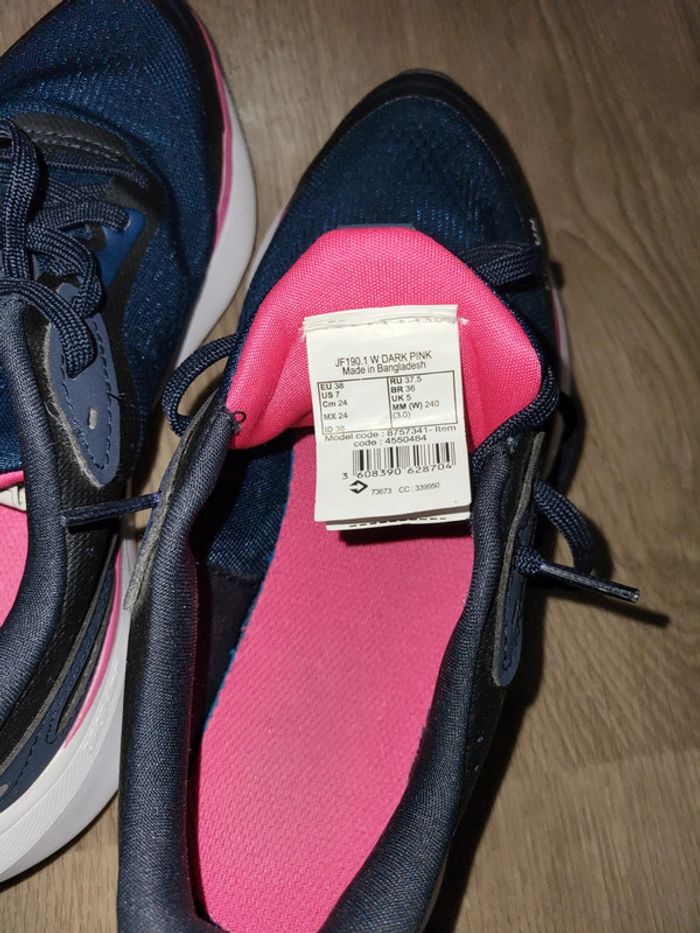 JF190.1 W DARK PINK
Made in Bangladesh
EU 38 RU 37.5
US 7 BR 36
Cm 24 UK 5
MX 24 MM (W) 240
(3.0)
ID 38
Model code : 8757341- Item
code : 4550484
3 608390 628704
73673 CC : 339950